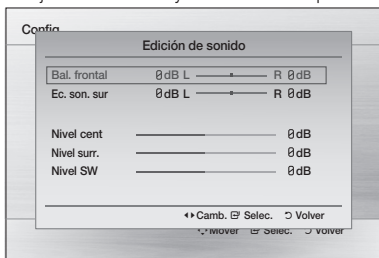 Config
Edición de sonido
Bal. frontal 0dB L R 0dB
Ec. son. sur 0dB L R 0dB
Nivel cent 0dB
Nivel surr. 0dB
Nivel SW 0dB
Camb. Selec. Volver
Mover Selec. Volver